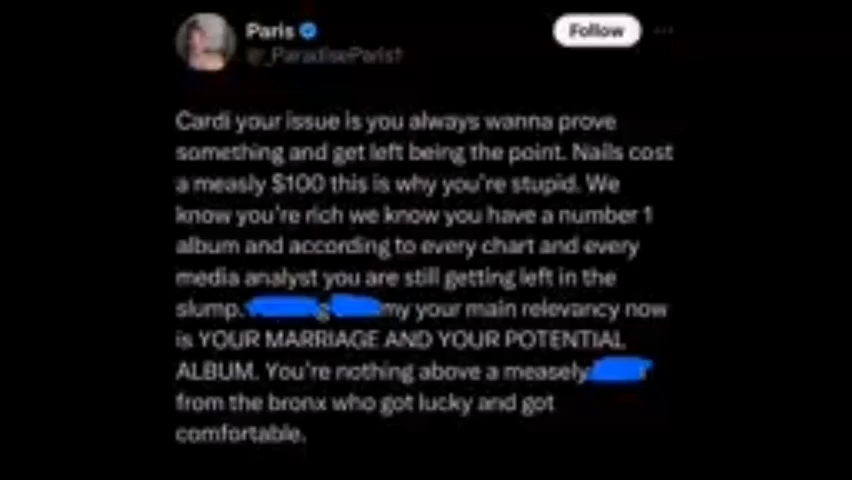 Paris
Follow
@_ParadiseParis1
Cardi your issue is you always wanna prove
something and get left being the point. Nails cost
a measly $100 this is why you're stupid. We
know you're rich we know you have a number 1
album and according to every chart and every
media analyst you are still getting left in the
slump. my your main relevancy now
is YOUR MARRIAGE AND YOUR POTENTIAL
ALBUM. You're nothing above a measely
from the bronx who got lucky and got
comfortable.